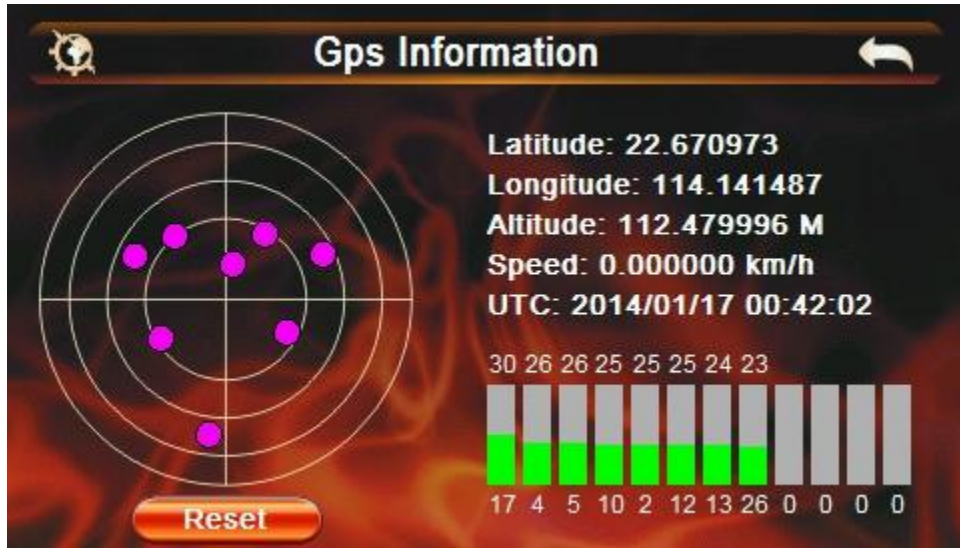 Gps Information
Latitude: 22.670973
Longitude: 114.141487
Altitude: 112.479996 M
Speed: 0.000000 km/h
UTC: 2014/01/17 00:42:02
30 26 26 25 25 25 24 23
17 4 5 10 2 12 13 26 0 0 0 0
Reset